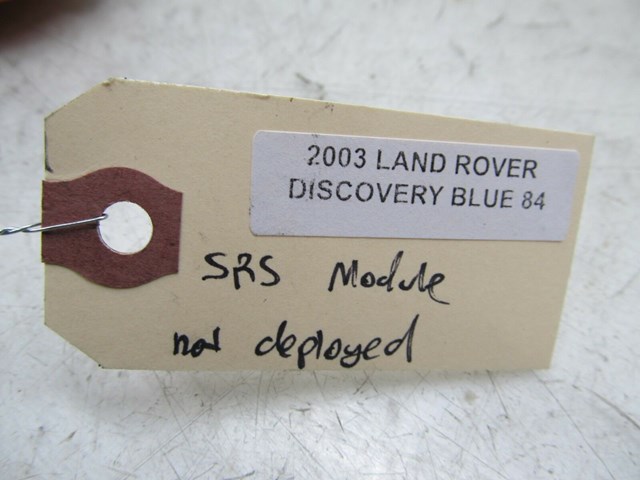 2003 LAND ROVER
DISCOVERY BLUE 84
SRS Module
not deployed